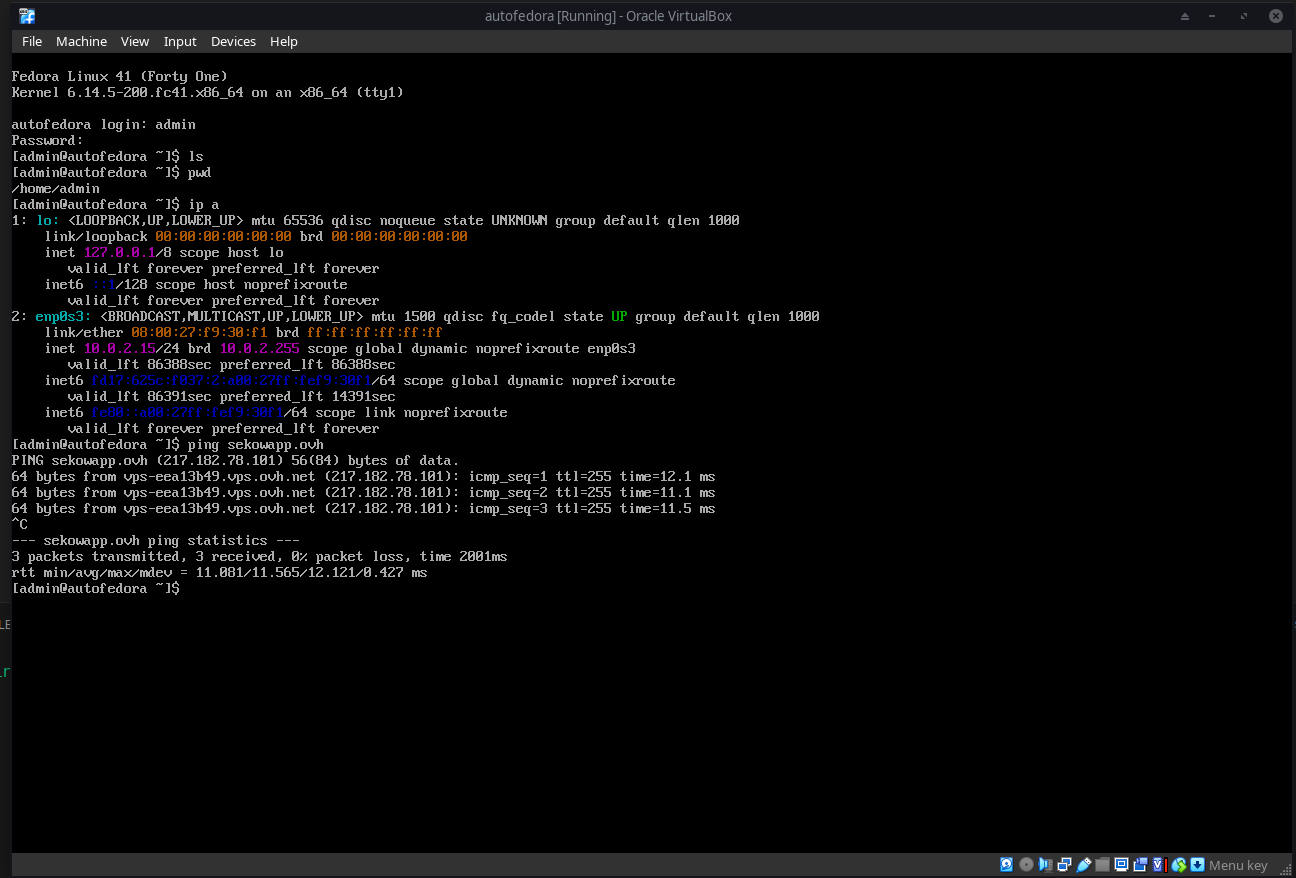 autofedora [Running] - Oracle VirtualBox
File Machine View Input Devices Help
Fedora Linux 41 (Forty One)
Kernel 6.14.5-200.fc41.x86_64 on an x86_64 (tty1)
autofedora login: admin
Password:
[admin@autofedora ~]$ ls
[admin@autofedora ~]$ pwd
/home/admin
[admin@autofedora ~]$ ip a
1: lo: <LOOPBACK,UP,LOWER_UP> mtu 65536 qdisc noqueue state UNKNOWN group default qlen 1000
link/loopback 00:00:00:00:00:00 brd 00:00:00:00:00:00
inet 127.0.0.1/8 scope host lo
valid_lft forever preferred_lft forever
inet6 ::1/128 scope host noprefixroute
valid_lft forever preferred_lft forever
2: enp0s3: <BROADCAST,MULTICAST,UP,LOWER_UP> mtu 1500 qdisc fq_codel state UP group default qlen 1000
link/ether 08:00:27:f9:30:f1 brd ff:ff:ff:ff:ff:ff
inet 10.0.2.15/24 brd 10.0.2.255 scope global dynamic noprefixroute enp0s3
valid_lft 86388sec preferred_lft 86388sec
inet6 fd17:625c:f037:2:a00:27ff:fef9:30f1/64 scope global dynamic noprefixroute
valid_lft 86391sec preferred_lft 14391sec
inet6 fe80::a00:27ff:fef9:30f1/64 scope link noprefixroute
valid_lft forever preferred_lft forever
[admin@autofedora ~]$ ping sekowapp.ovh
PING sekowapp.ovh (217.182.78.101) 56(84) bytes of data.
64 bytes from vps-eea13b49.vps.ovh.net (217.182.78.101): icmp_seq=1 ttl=255 time=12.1 ms
64 bytes from vps-eea13b49.vps.ovh.net (217.182.78.101): icmp_seq=2 ttl=255 time=11.1 ms
64 bytes from vps-eea13b49.vps.ovh.net (217.182.78.101): icmp_seq=3 ttl=255 time=11.5 ms
^C
--- sekowapp.ovh ping statistics ---
3 packets transmitted, 3 received, 0% packet loss, time 2001ms
rtt min/avg/max/mdev = 11.081/11.565/12.121/0.427 ms
[admin@autofedora ~]$
LE
Menu key